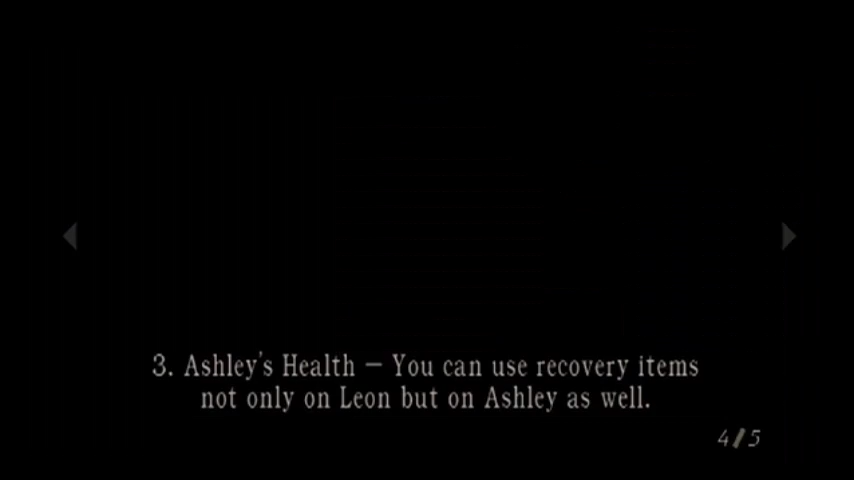 3. Ashley's Health — You can use recovery items
not only on Leon but on Ashley as well.
4/5